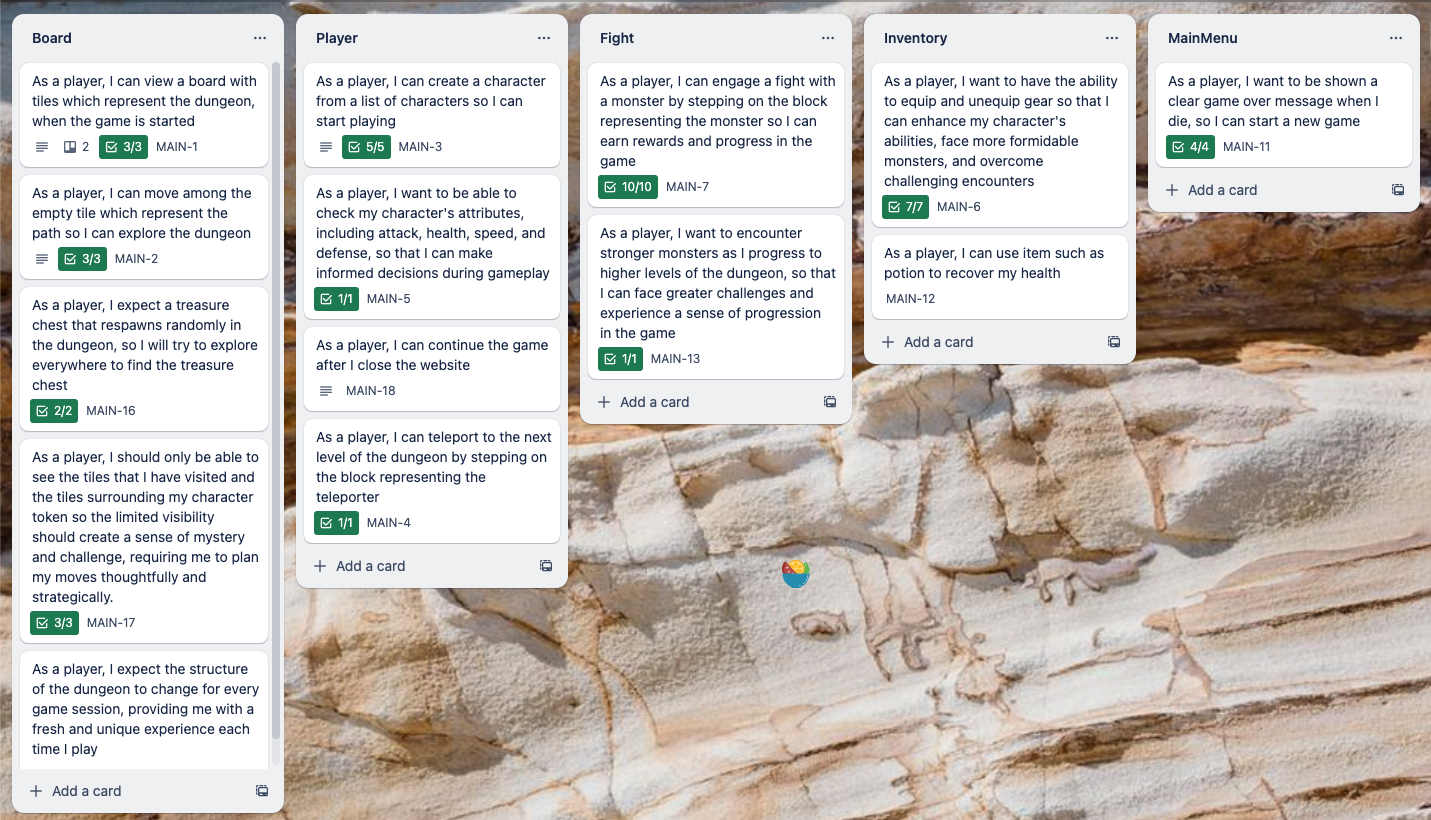 Board
As a player, I can view a board with
tiles which represent the dungeon,
when the game is started
2 3/3 MAIN-1
As a player, I can move among the
empty tile which represent the
path so I can explore the dungeon
3/3 MAIN-2
As a player, I expect a treasure
chest that respawns randomly in
the dungeon, so I will try to explore
everywhere to find the treasure
chest
2/2 MAIN-16
As a player, I should only be able to
see the tiles that I have visited and
the tiles surrounding my character
token so the limited visibility
should create a sense of mystery
and challenge, requiring me to plan
my moves thoughtfully and
strategically.
3/3 MAIN-17
As a player, I expect the structure
of the dungeon to change for every
game session, providing me with a
fresh and unique experience each
time I play
Add a card
Player
As a player, I can create a character
from a list of characters so I can
start playing
5/5 MAIN-3
As a player, I want to be able to
check my character's attributes,
including attack, health, speed, and
defense, so that I can make
informed decisions during gameplay
1/1 MAIN-5
As a player, I can continue the game
after I close the website
MAIN-18
As a player, I can teleport to the next
level of the dungeon by stepping on
the block representing the
teleporter
1/1 MAIN-4
Add a card
Fight
As a player, I can engage a fight with
a monster by stepping on the block
representing the monster so I can
earn rewards and progress in the
game
10/10 MAIN-7
As a player, I want to encounter
stronger monsters as I progress to
higher levels of the dungeon, so that
I can face greater challenges and
experience a sense of progression
in the game
1/1 MAIN-13
Add a card
Inventory
As a player, I want to have the ability
to equip and unequip gear so that I
can enhance my character's
abilities, face more formidable
monsters, and overcome
challenging encounters
7/7 MAIN-6
As a player, I can use item such as
potion to recover my health
MAIN-12
Add a card
MainMenu
As a player, I want to be shown a
clear game over message when I
die, so I can start a new game
4/4 MAIN-11
Add a card